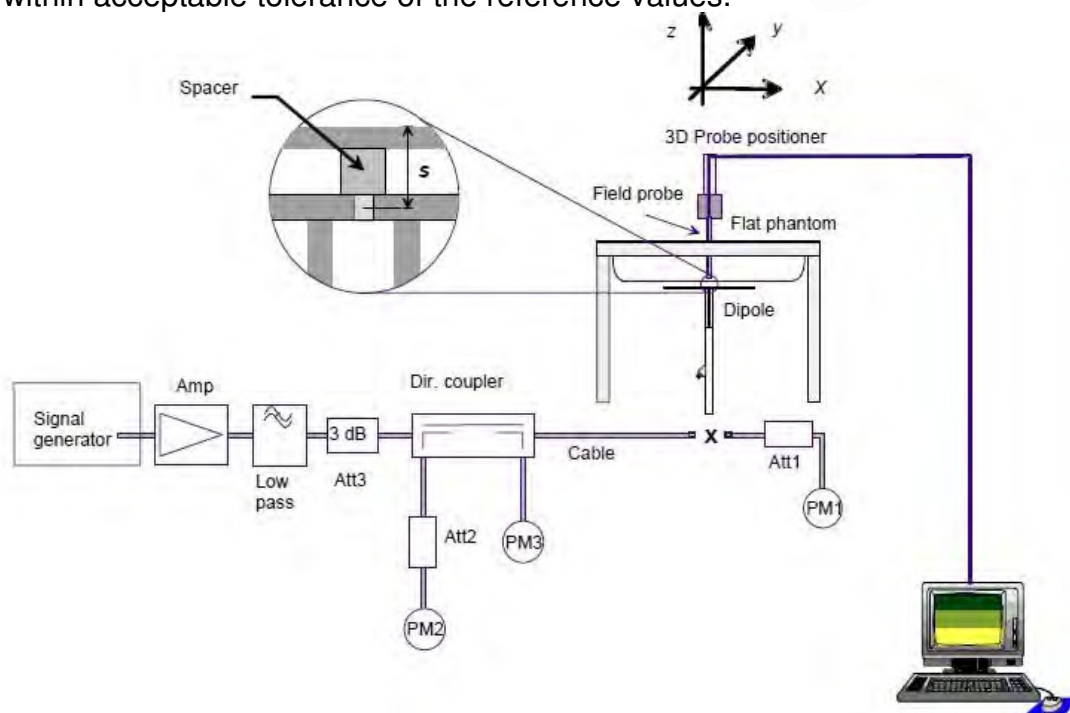 within acceptable tolerance of the reference values.
z
y
x
Spacer
s
3D Probe positioner
Field probe
Flat phantom
Dipole
Signal
generator
Amp
Low
pass
3 dB
Att3
Dir. coupler
Cable
x
Att1
PM1
Att2
PM3
PM2